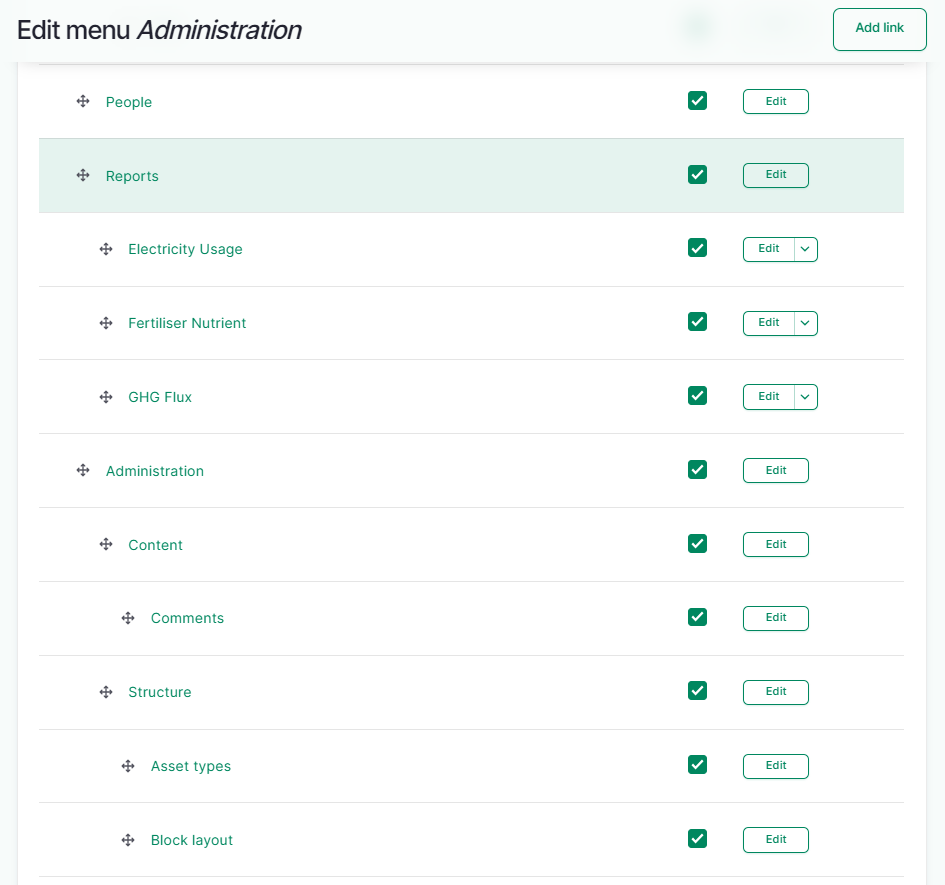 Edit menu Administration
Add link
People Edit
Reports Edit
Electricity Usage Edit
Fertiliser Nutrient Edit
GHG Flux Edit
Administration Edit
Content Edit
Comments Edit
Structure Edit
Asset types Edit
Block layout Edit